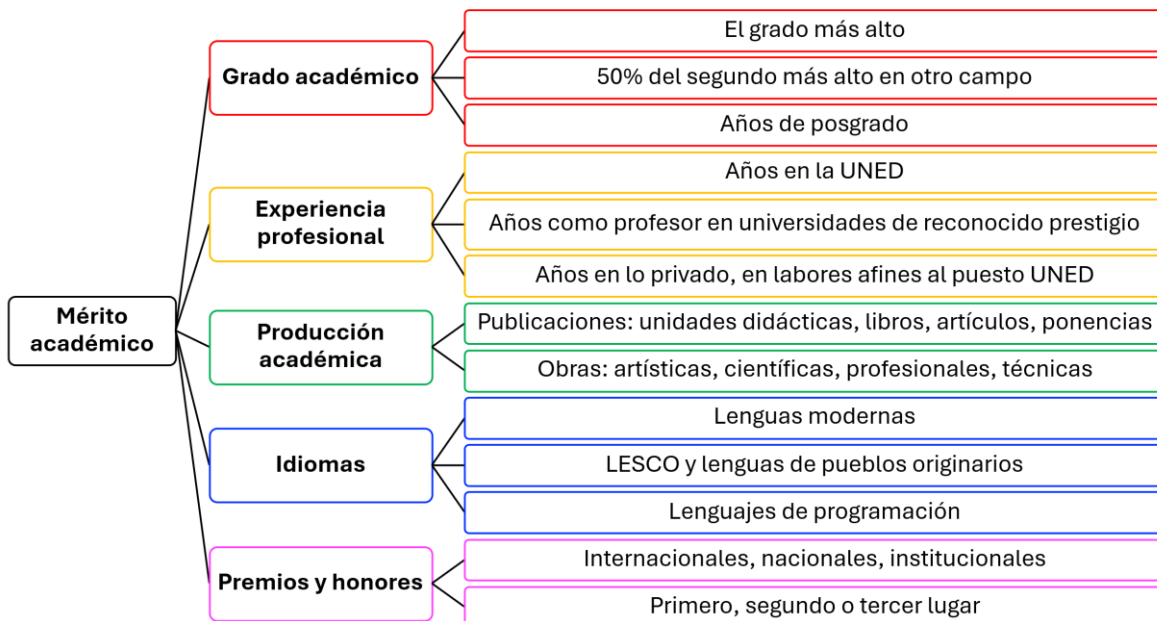 Mérito
académico
Grado académico
El grado más alto
50% del segundo más alto en otro campo
Años de posgrado
Experiencia
profesional
Años en la UNED
Años como profesor en universidades de reconocido prestigio
Años en lo privado, en labores afines al puesto UNED
Producción
académica
Publicaciones: unidades didácticas, libros, artículos, ponencias
Obras: artísticas, científicas, profesionales, técnicas
Idiomas
Lenguas modernas
LESCO y lenguas de pueblos originarios
Lenguajes de programación
Premios y honores
Internacionales, nacionales, institucionales
Primero, segundo o tercer lugar